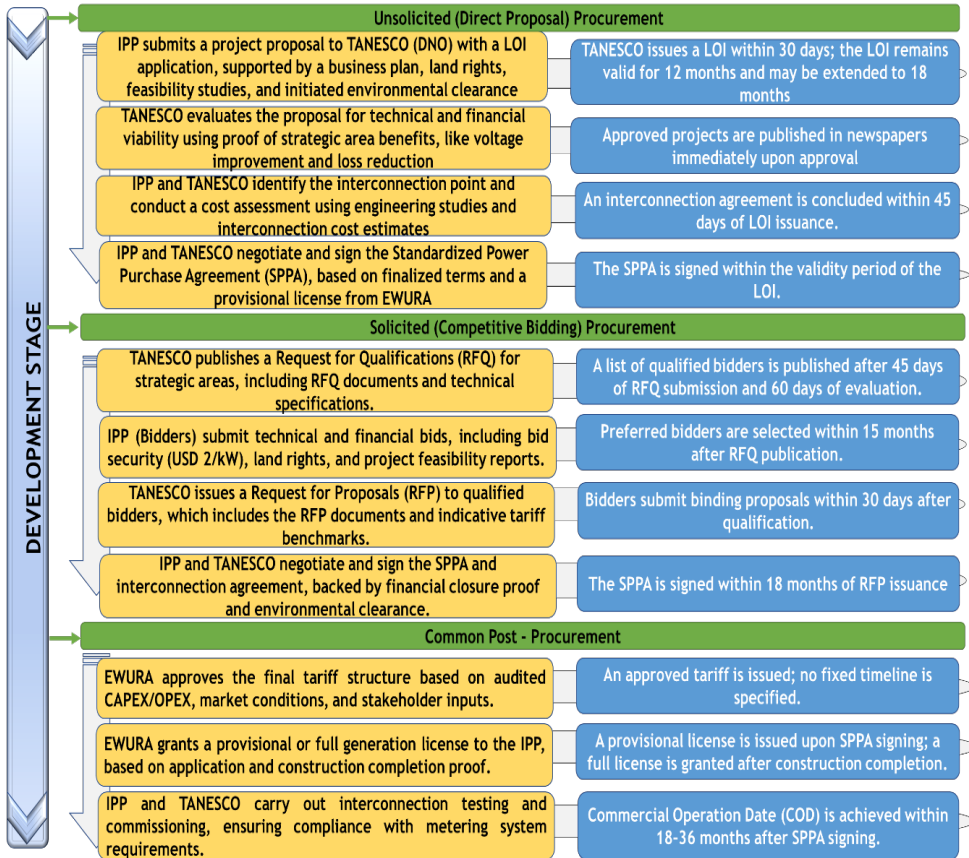 DEVELOPMENT STAGE
Unsolicited (Direct Proposal) Procurement
IPP submits a project proposal to TANESCO (DNO) with a LOI
application, supported by a business plan, land rights,
feasibility studies, and initiated environmental clearance
TANESCO issues a LOI within 30 days; the LOI remains
valid for 12 months and may be extended to 18
months
TANESCO evaluates the proposal for technical and financial
viability using proof of strategic area benefits, like voltage
improvement and loss reduction
Approved projects are published in newspapers
immediately upon approval
IPP and TANESCO identify the interconnection point and
conduct a cost assessment using engineering studies and
interconnection cost estimates
An interconnection agreement is concluded within 45
days of LOI issuance.
IPP and TANESCO negotiate and sign the Standardized Power
Purchase Agreement (SPPA), based on finalized terms and a
provisional license from EWURA
The SPPA is signed within the validity period of the
LOI.
Solicited (Competitive Bidding) Procurement
TANESCO publishes a Request for Qualifications (RFQ) for
strategic areas, including RFQ documents and technical
specifications.
A list of qualified bidders is published after 45 days
of RFQ submission and 60 days of evaluation.
IPP (Bidders) submit technical and financial bids, including bid
security (USD 2/kW), land rights, and project feasibility reports.
Preferred bidders are selected within 15 months
after RFQ publication.
TANESCO issues a Request for Proposals (RFP) to qualified
bidders, which includes the RFP documents and indicative tariff
benchmarks.
Bidders submit binding proposals within 30 days after
qualification.
IPP and TANESCO negotiate and sign the SPPA and
interconnection agreement, backed by financial closure proof
and environmental clearance.
The SPPA is signed within 18 months of RFP issuance
Common Post - Procurement
EWURA approves the final tariff structure based on audited
CAPEX/OPEX, market conditions, and stakeholder inputs.
An approved tariff is issued; no fixed timeline is
specified.
EWURA grants a provisional or full generation license to the IPP,
based on application and construction completion proof.
A provisional license is issued upon SPPA signing; a
full license is granted after construction completion.
IPP and TANESCO carry out interconnection testing and
commissioning, ensuring compliance with metering system
requirements.
Commercial Operation Date (COD) is achieved within
18-36 months after SPPA signing.